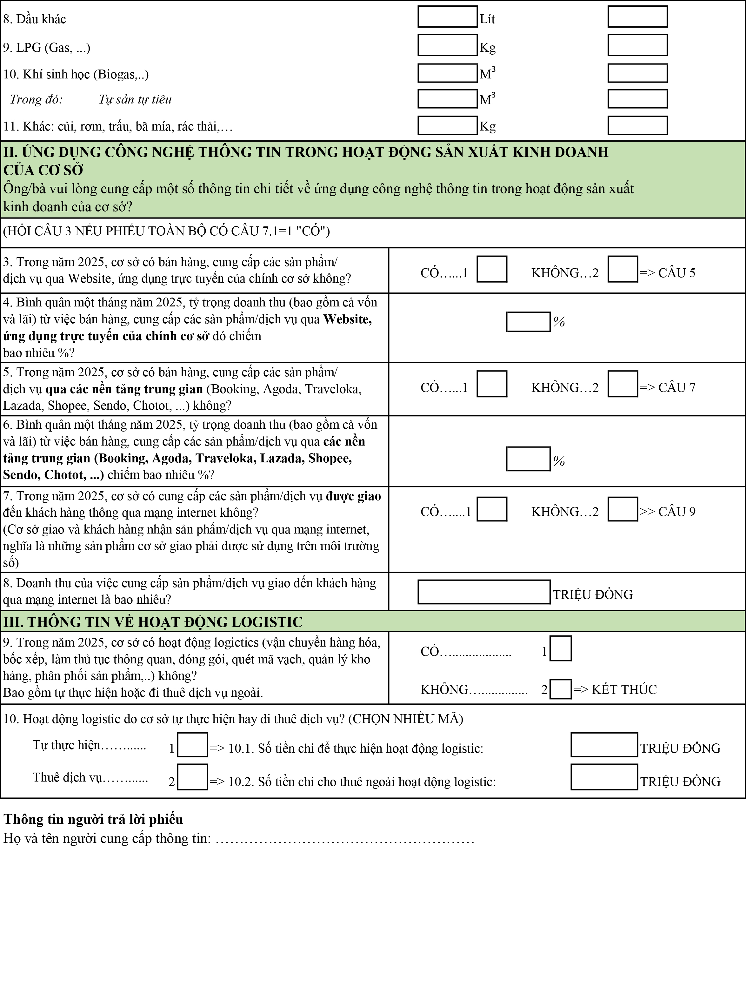 8. Dầu khác Lít
9. LPG (Gas, ...) Kg
10. Khí sinh học (Biogas,..) M³
Trong đó: Tự sản tự tiêu M³
11. Khác: củi, rơm, trấu, bã mía, rác thải,… Kg
II. ỨNG DỤNG CÔNG NGHỆ THÔNG TIN TRONG HOẠT ĐỘNG SẢN XUẤT KINH DOANH
CỦA CƠ SỞ
Ông/bà vui lòng cung cấp một số thông tin chi tiết về ứng dụng công nghệ thông tin trong hoạt động sản xuất
kinh doanh của cơ sở?
(HỎI CÂU 3 NẾU PHIẾU TOÀN BỘ CÓ CÂU 7.1=1 "CÓ")
3. Trong năm 2025, cơ sở có bán hàng, cung cấp các sản phẩm/
dịch vụ qua Website, ứng dụng trực tuyến của chính cơ sở không?
CÓ…...1 KHÔNG…2 => CÂU 5
4. Bình quân một tháng năm 2025, tỷ trọng doanh thu (bao gồm cả vốn
và lãi) từ việc bán hàng, cung cấp các sản phẩm/dịch vụ qua Website,
ứng dụng trực tuyến của chính cơ sở đó chiếm
bao nhiêu %?
%
5. Trong năm 2025, cơ sở có bán hàng, cung cấp các sản phẩm/
dịch vụ qua các nền tảng trung gian (Booking, Agoda, Traveloka,
Lazada, Shopee, Sendo, Chotot, ...) không?
CÓ…...1 KHÔNG…2 => CÂU 7
6. Bình quân một tháng năm 2025, tỷ trọng doanh thu (bao gồm cả vốn
và lãi) từ việc bán hàng, cung cấp các sản phẩm/dịch vụ qua các nền
tảng trung gian (Booking, Agoda, Traveloka, Lazada, Shopee,
Sendo, Chotot, ...) chiếm bao nhiêu %?
%
7. Trong năm 2025, cơ sở có cung cấp các sản phẩm/dịch vụ được giao
đến khách hàng thông qua mạng internet không?
(Cơ sở giao và khách hàng nhận sản phẩm/dịch vụ qua mạng internet,
nghĩa là những sản phẩm cơ sở giao phải được sử dụng trên môi trường
số)
CÓ…....1 KHÔNG…2 >> CÂU 9
8. Doanh thu của việc cung cấp sản phẩm/dịch vụ giao đến khách hàng
qua mạng internet là bao nhiêu?
TRIỆU ĐỒNG
III. THÔNG TIN VỀ HOẠT ĐỘNG LOGISTIC
9. Trong năm 2025, cơ sở có hoạt động logictics (vận chuyển hàng hóa,
bốc xếp, làm thủ tục thông quan, đóng gói, quét mã vạch, quản lý kho
hàng, phân phối sản phẩm,..) không?
Bao gồm tự thực hiện hoặc đi thuê dịch vụ ngoài.
CÓ….................. 1
KHÔNG….............. 2 => KẾT THÚC
10. Hoạt động logistic do cơ sở tự thực hiện hay đi thuê dịch vụ? (CHỌN NHIỀU MÃ)
Tự thực hiện……....... 1 => 10.1. Số tiền chi để thực hiện hoạt động logistic: TRIỆU ĐỒNG
Thuê dịch vụ……....... 2 => 10.2. Số tiền chi cho thuê ngoài hoạt động logistic: TRIỆU ĐỒNG
Thông tin người trả lời phiếu
Họ và tên người cung cấp thông tin: ………………………………………………